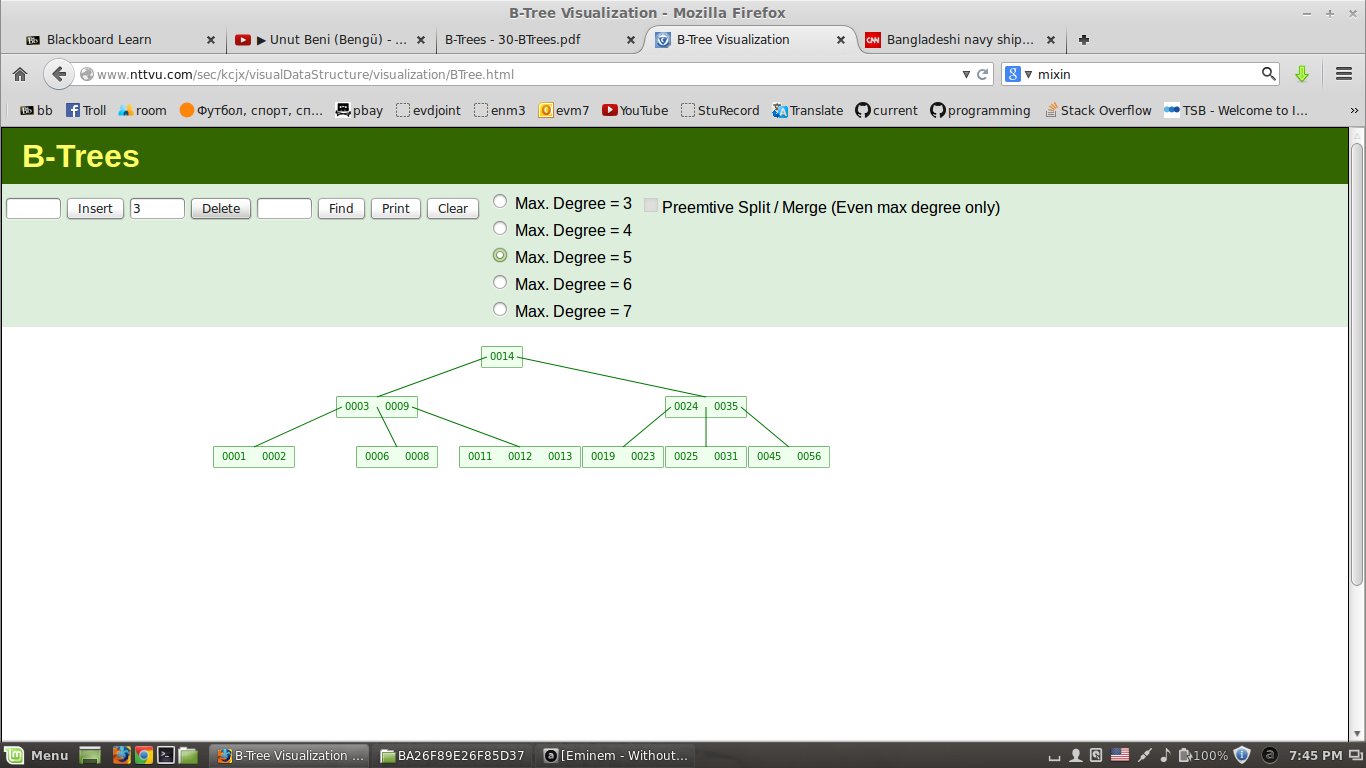 B-Tree Visualization - Mozilla Firefox
Blackboard Learn
▶ Unut Beni (Bengü) - ...
B-Trees - 30-BTrees.pdf
B-Tree Visualization
CNN Bangladeshi navy ship...
www.nttvu.com/sec/kcjx/visualDataStructure/visualization/BTree.html
8 mixin
Bb bb
Troll
room
Футбол, спорт, сп...
pbay
evdjoint
enm3
evm7
YouTube
StuRecord
Translate
current
programming
Stack Overflow
TSB - Welcome to I...
»
B-Trees
Insert 3 Delete Find Print Clear
Max. Degree = 3
Max. Degree = 4
Max. Degree = 5
Max. Degree = 6
Max. Degree = 7
Preemtive Split / Merge (Even max degree only)
0014
0003 0009 0024 0035
0001 0002 0006 0008 0011 0012 0013 0019 0023 0025 0031 0045 0056
Menu
B-Tree Visualization ...
BA26F89E26F85D37
[Eminem - Without...
100%
7:45 PM